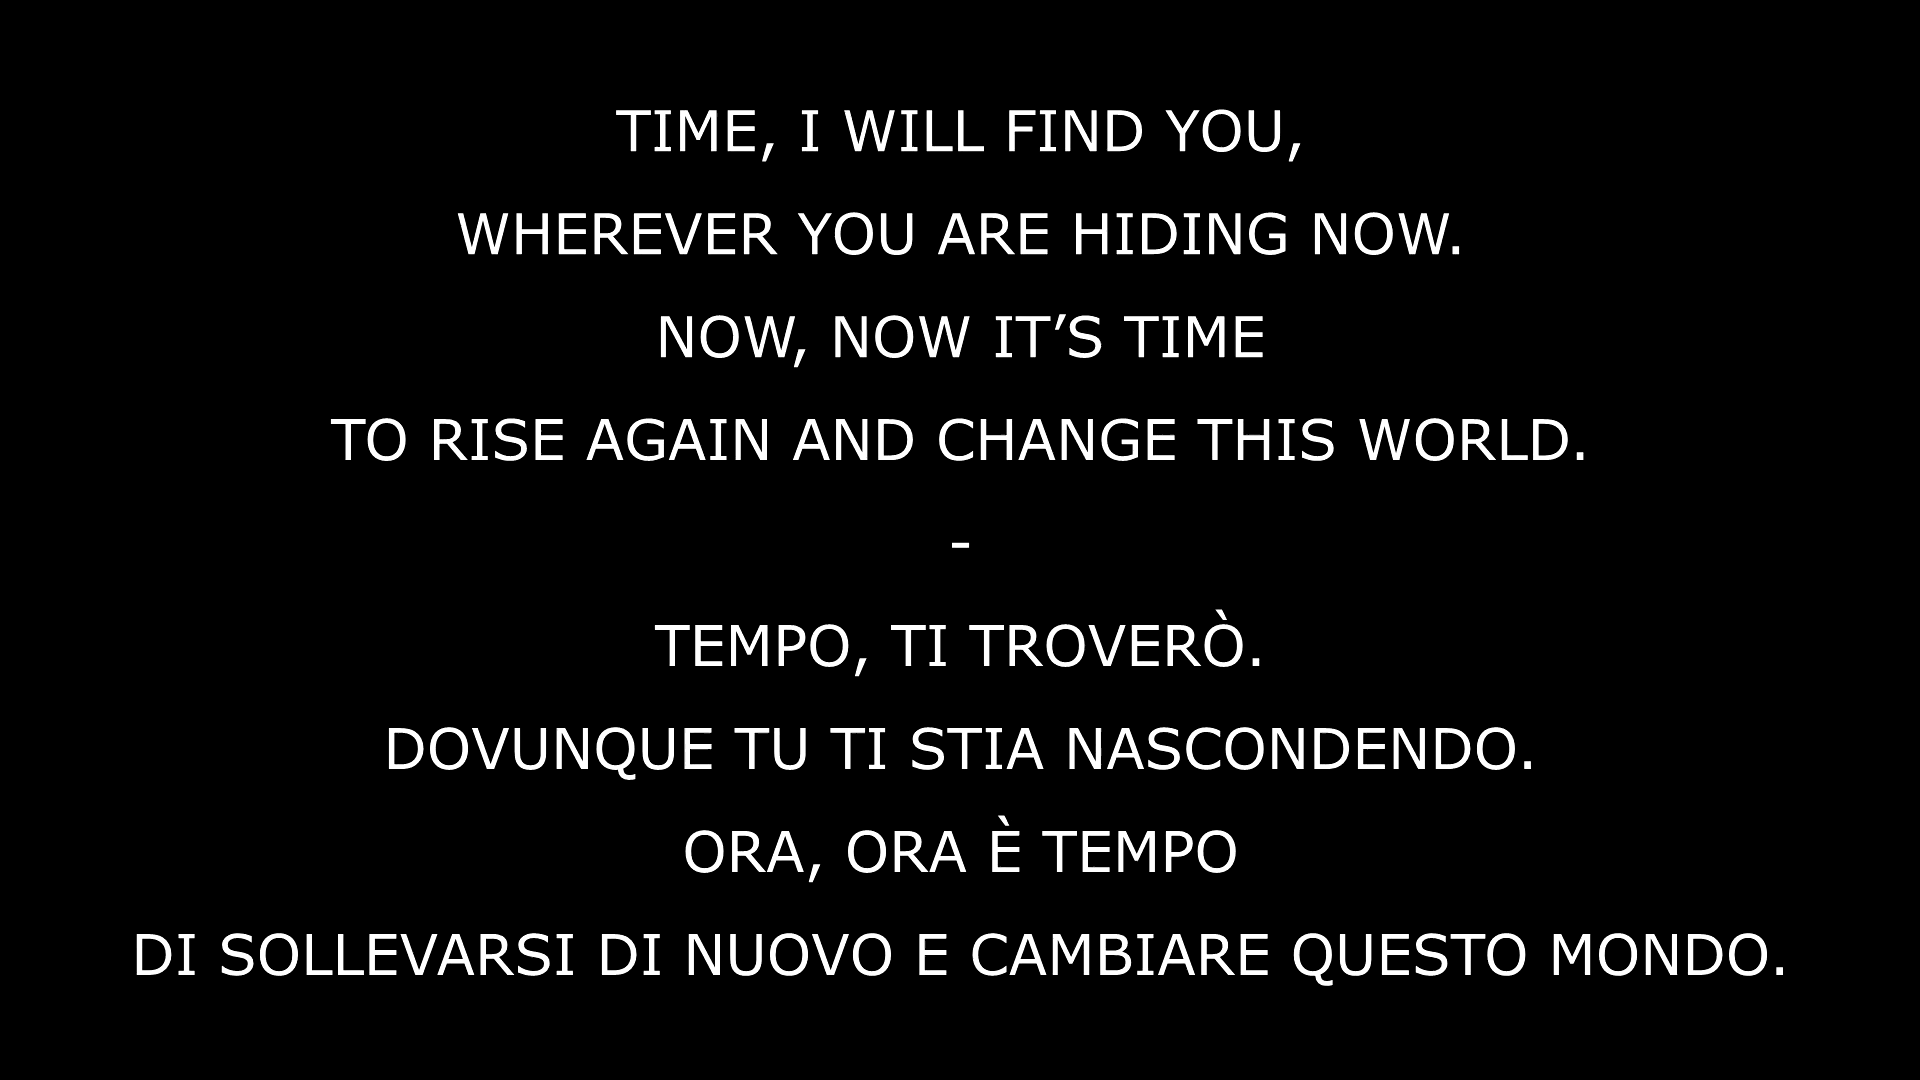 TIME, I WILL FIND YOU,
WHEREVER YOU ARE HIDING NOW.
NOW, NOW IT’S TIME
TO RISE AGAIN AND CHANGE THIS WORLD.
-
TEMPO, TI TROVERÒ.
DOVUNQUE TU TI STIA NASCONDENDO.
ORA, ORA È TEMPO
DI SOLLEVARSI DI NUOVO E CAMBIARE QUESTO MONDO.